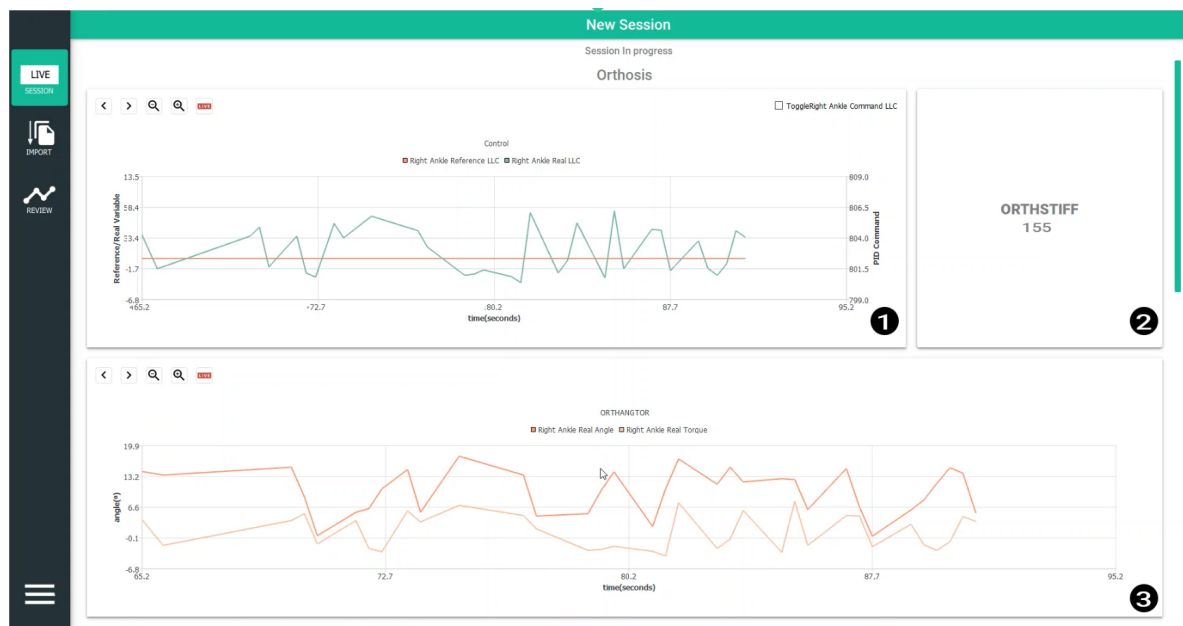 New Session
Session In progress
Orthosis
LIVE
SESSION
IMPORT
REVIEW
LIVE
ToggleRight Ankle Command LLC
Control
Right Ankle Reference LLC Right Ankle Real LLC
13.5
58.4
33.4
-1.7
-6.8
Reference/Real Variable
809.0
806.5
804.0
801.5
799.0
PID Command
465.2 -72.7 .80.2 87.7 95.2
time(seconds)
1
ORTHSTIFF
155
2
LIVE
ORTHANGTOR
Right Ankle Real Angle Right Ankle Real Torque
19.9
13.2
6.6
-0.1
-6.8
angle(º)
65.2 72.7 80.2 87.7 95.2
time(seconds)
3